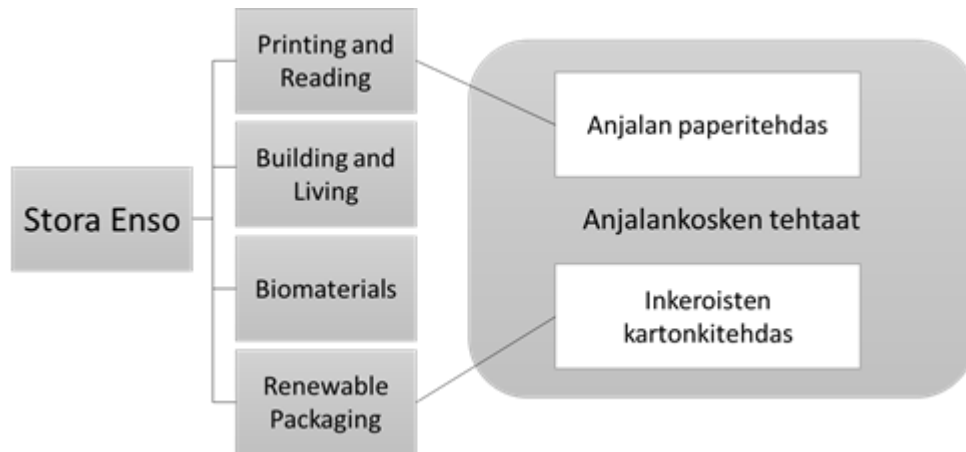 Stora Enso
Printing and
Reading
Building and
Living
Biomaterials
Renewable
Packaging
Anjalan paperitehdas
Anjalankosken tehtaat
Inkeroisten
kartonkitehdas